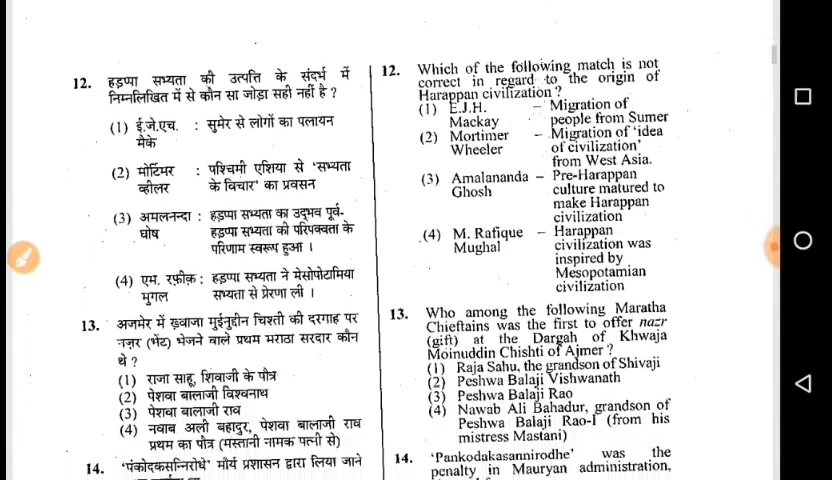 12. हड़प्पा सभ्यता की उत्पत्ति के संदर्भ में
निम्नलिखित में से कौन सा जोड़ा सही नहीं है ?
(1) ई.जे.एच. : सुमेर से लोगों का पलायन
मैके
(2) मोर्टिमर : पश्चिमी एशिया से 'सभ्यता
व्हीलर के विचार' का प्रवसन
(3) अमलनन्दा : हड़प्पा सभ्यता का उद्भव पूर्व-
घोष हड़प्पा सभ्यता की परिपक्वता के
परिणाम स्वरूप हुआ ।
(4) एम. रफ़ीक़ : हड़प्पा सभ्यता ने मेसोपोटामिया
मुगल सभ्यता से प्रेरणा ली ।
13. अजमेर में ख़्वाजा मुईनुद्दीन चिश्ती की दरगाह पर
नज़र (भेंट) भेजने वाले प्रथम मराठा सरदार कौन
थे ?
(1) राजा साहू, शिवाजी के पौत्र
(2) पेशवा बालाजी विश्वनाथ
(3) पेशवा बालाजी राव
(4) नवाब अली बहादुर, पेशवा बालाजी राव
प्रथम का पौत्र (मस्तानी नामक पत्नी से)
14. 'पंकोदकसन्निरोधे' मौर्य प्रशासन द्वारा लिया जाने
12. Which of the following match is not
correct in regard to the origin of
Harappan civilization ?
(1) E.J.H. – Migration of
Mackay people from Sumer
(2) Mortimer – Migration of 'idea
Wheeler of civilization'
from West Asia.
(3) Amalananda – Pre-Harappan
Ghosh culture matured to
make Harappan
civilization
(4) M. Rafique – Harappan
Mughal civilization was
inspired by
Mesopotamian
civilization
13. Who among the following Maratha
Chieftains was the first to offer nazr
(gift) at the Dargah of Khwaja
Moinuddin Chishti of Ajmer ?
(1) Raja Sahu, the grandson of Shivaji
(2) Peshwa Balaji Vishwanath
(3) Peshwa Balaji Rao
(4) Nawab Ali Bahadur, grandson of
Peshwa Balaji Rao-I (from his
mistress Mastani)
14. 'Pankodakasannirodhe' was the
penalty in Mauryan administration,